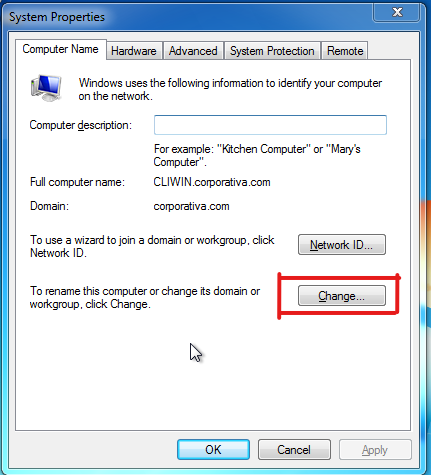 System Properties
Computer Name Hardware Advanced System Protection Remote
Windows uses the following information to identify your computer
on the network.
Computer description:
For example: "Kitchen Computer" or "Mary's
Computer".
Full computer name: CLIWIN.corporativa.com
Domain: corporativa.com
To use a wizard to join a domain or workgroup, click
Network ID.
Network ID...
To rename this computer or change its domain or
workgroup, click Change.
Change...
OK Cancel Apply